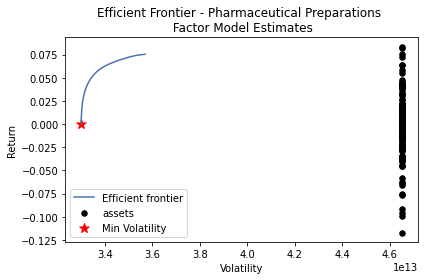 Efficient Frontier - Pharmaceutical Preparations
Factor Model Estimates
Return
0.075
0.050
0.025
0.000
−0.025
−0.050
−0.075
−0.100
−0.125
Efficient frontier
assets
Min Volatility
3.4
3.6
3.8
4.0
4.2
4.4
4.6
1e13
Volatility